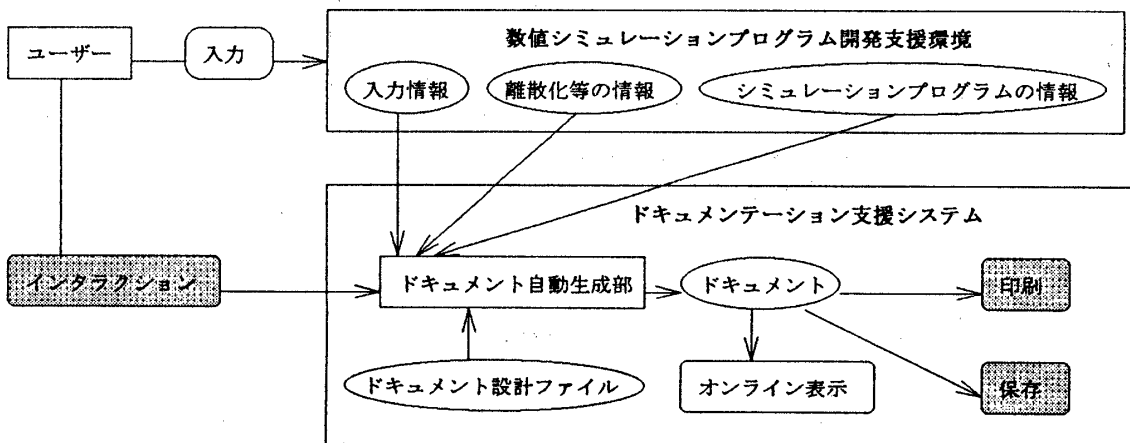 数値シミュレーションプログラム開発支援環境
ユーザー
入力
入力情報
離散化等の情報
シミュレーションプログラムの情報
ドキュメンテーション支援システム
インタラクション
ドキュメント自動生成部
ドキュメント
印刷
ドキュメント設計ファイル
オンライン表示
保存